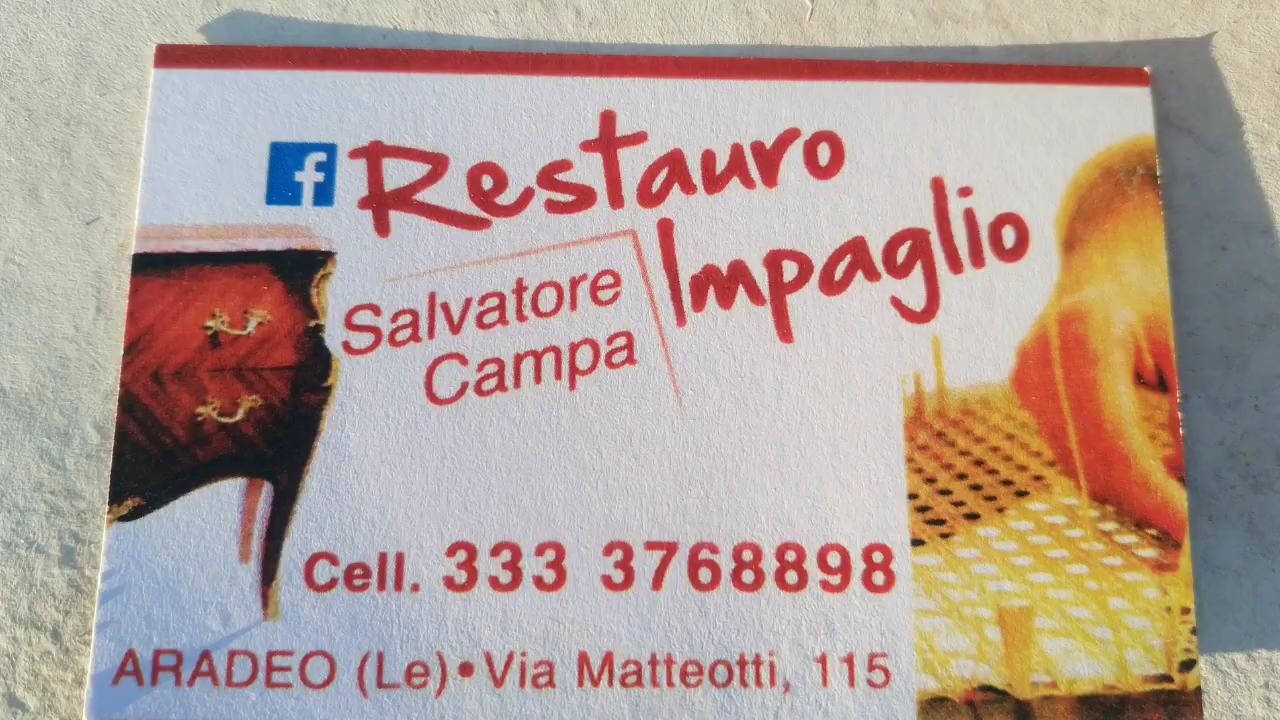 Restauro
Impaglio
Salvatore
Campa
Cell. 333 3768898
ARADEO (Le)•Via Matteotti, 115